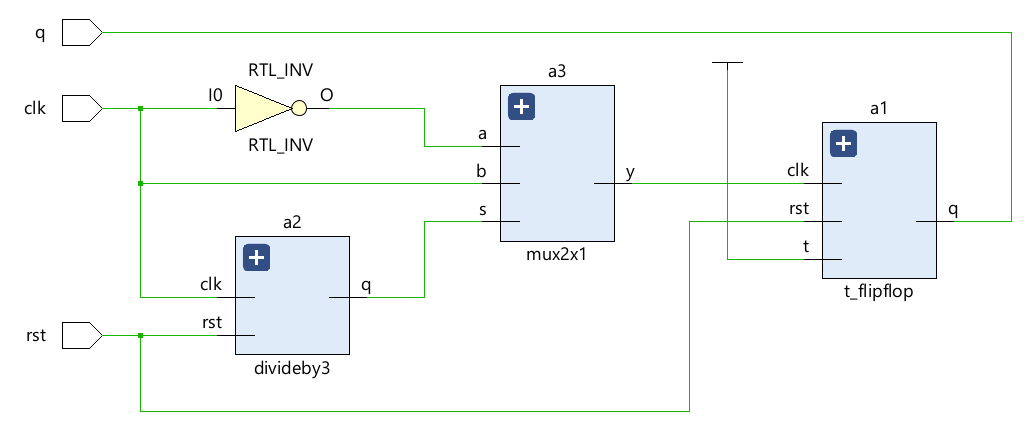 q
RTL_INV
clk
I0
O
RTL_INV
a3
a
b
s
y
mux2x1
a2
clk
q
rst
rst
divideby3
a1
clk
rst
q
t
t_flipflop